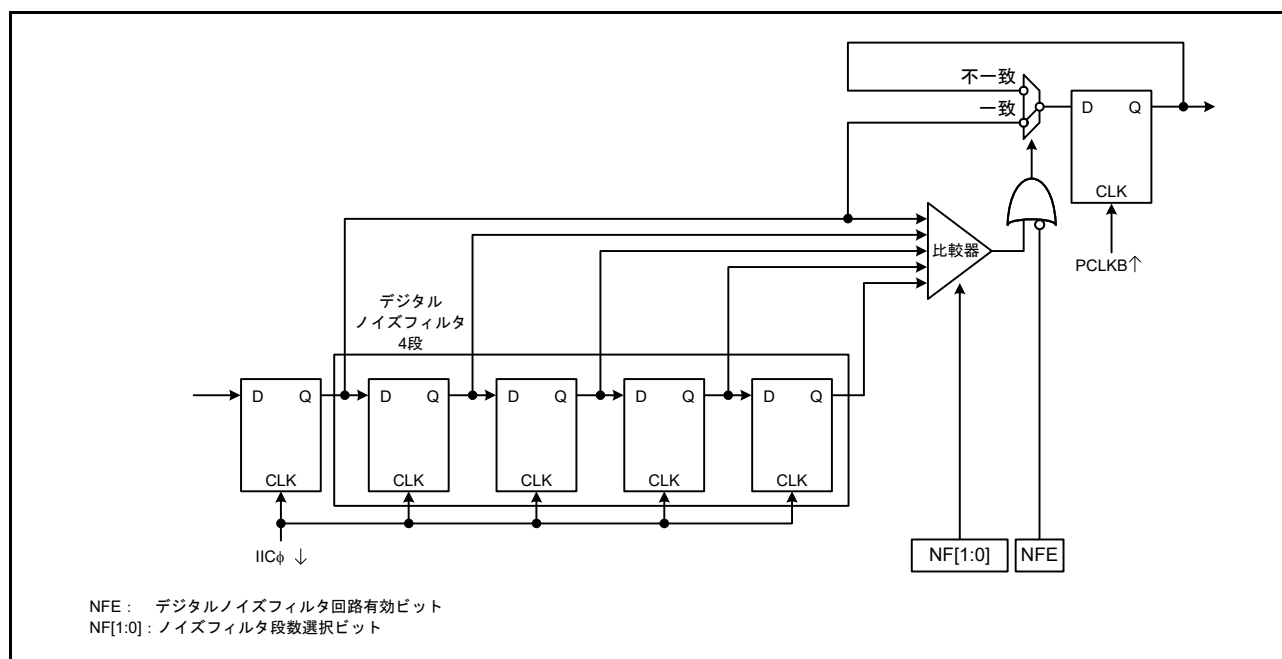 不一致
一致
D Q
CLK
PCLKB↑
比較器
デジタル
ノイズフィルタ
4段
D Q D Q D Q D Q D Q
CLK CLK CLK CLK CLK
IICφ ↓
NF[1:0] NFE
NFE： デジタルノイズフィルタ回路有効ビット
NF[1:0]：ノイズフィルタ段数選択ビット